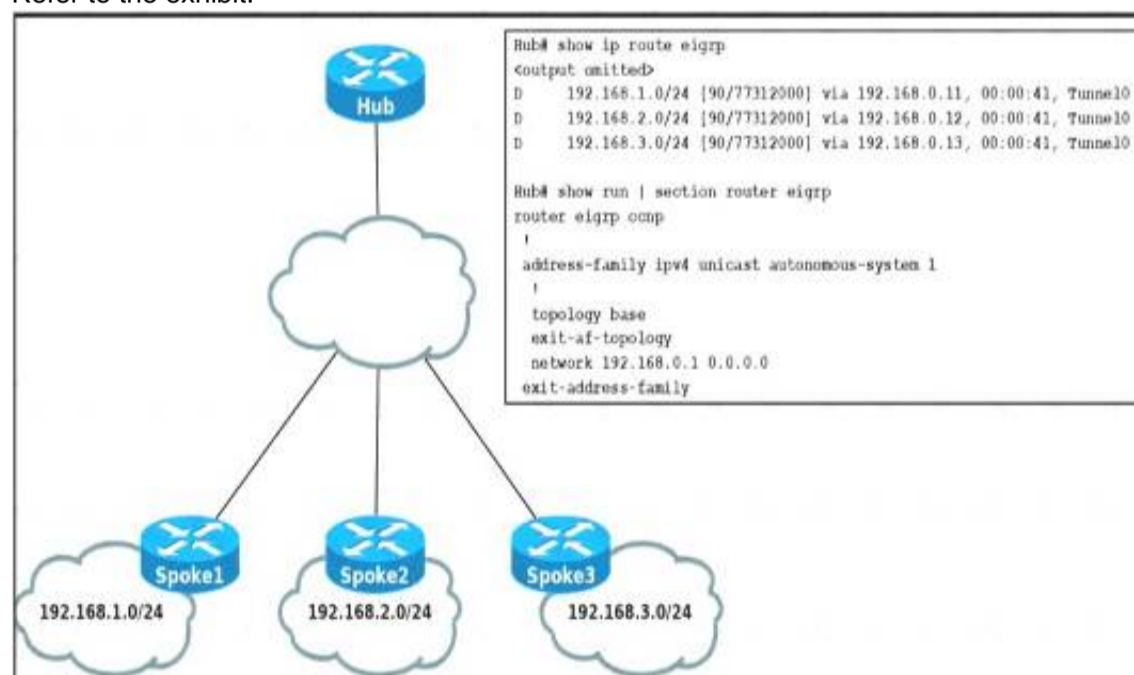 Refer to the exhibit.
Hub# show ip route eigrp
<output omitted>
D 192.168.1.0/24 [90/77312000] via 192.168.0.11, 00:00:41, Tunnel0
D 192.168.2.0/24 [90/77312000] via 192.168.0.12, 00:00:41, Tunnel0
D 192.168.3.0/24 [90/77312000] via 192.168.0.13, 00:00:41, Tunnel0
Hub# show run | section router eigrp
router eigrp ccnp
!
address-family ipv4 unicast autonomous-system 1
!
topology base
exit-af-topology
network 192.168.0.1 0.0.0.0
exit-address-family
Hub
Spoke1
Spoke2
Spoke3
192.168.1.0/24
192.168.2.0/24
192.168.3.0/24